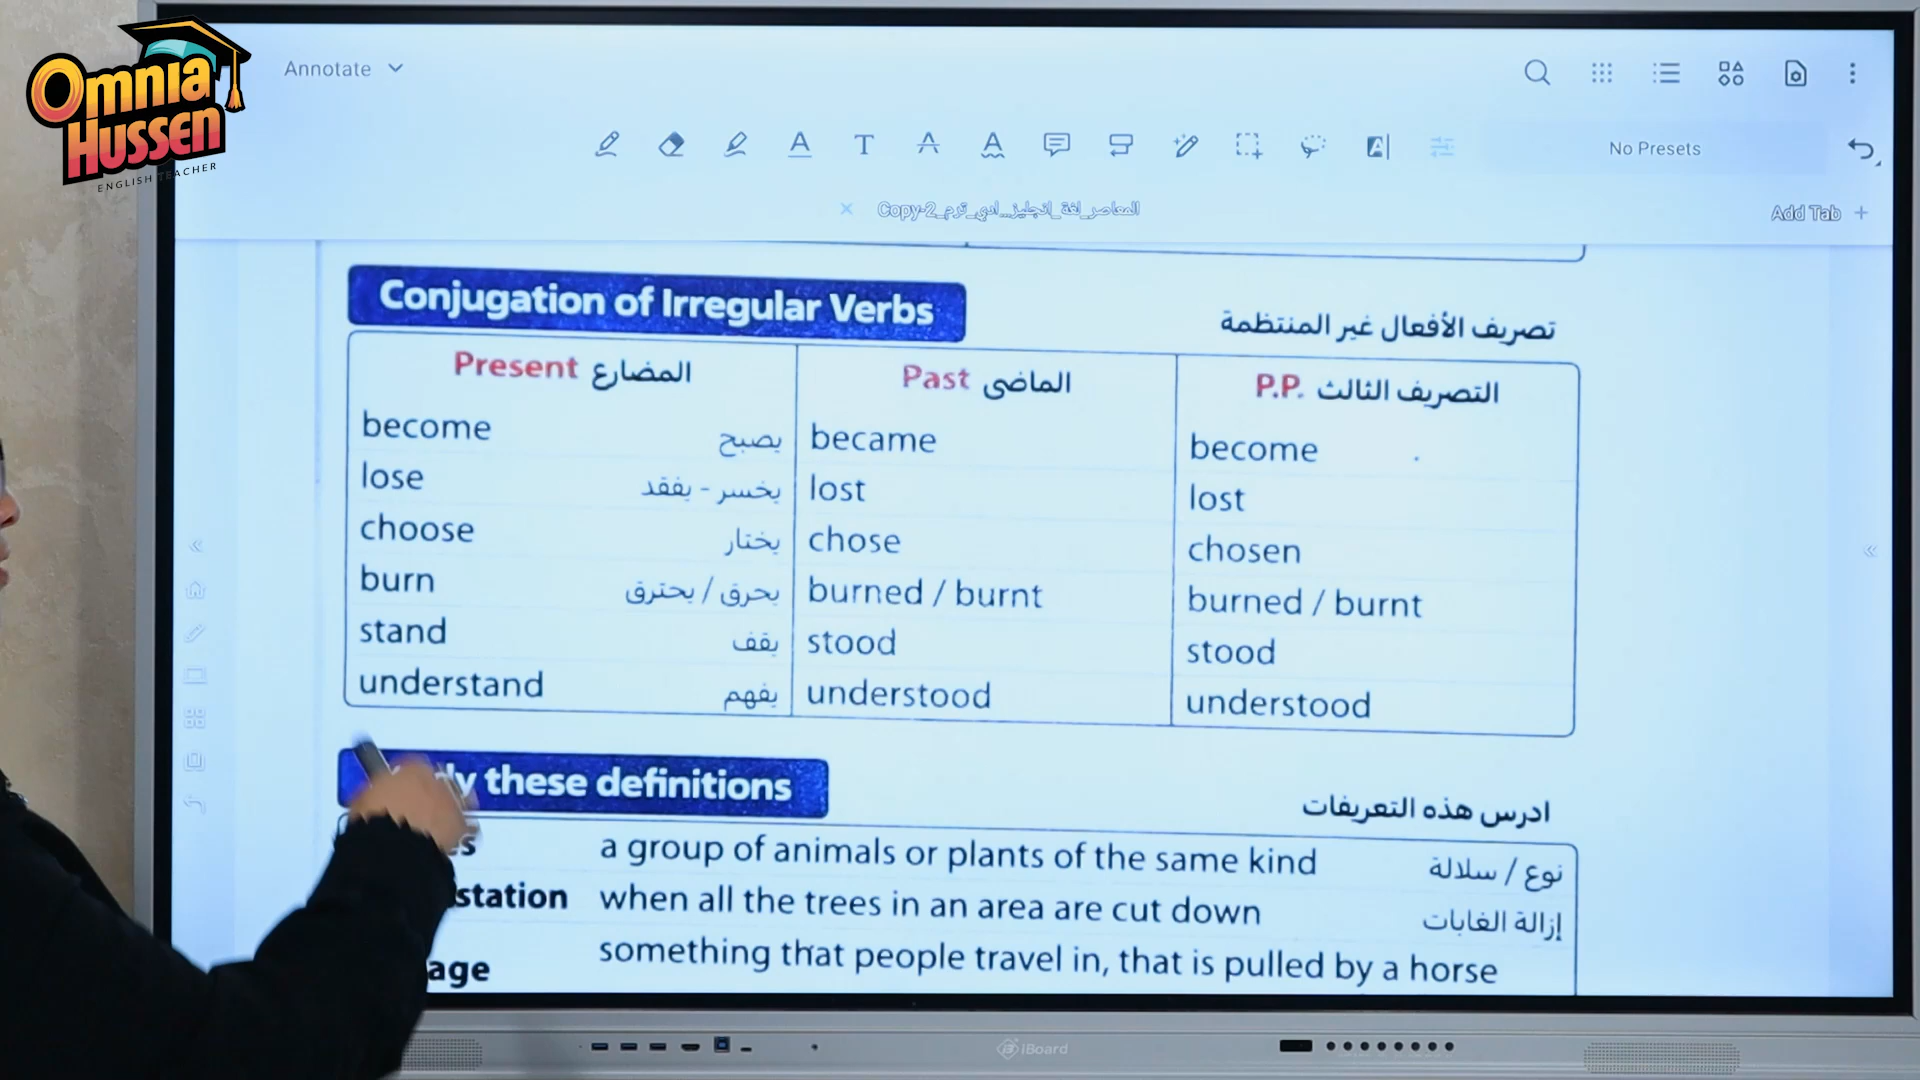 Omnia
Hussen
ENGLISH TEACHER
Annotate
No Presets
المعاصر_لغة_انجليز...ادي_ترم_2-Copy
Add Tab +
Conjugation of Irregular Verbs تصريف الأفعال غير المنتظمة
Present المضارع Past الماضى P.P. التصريف الثالث
become يصبح became become
lose يخسر - يفقد lost lost
choose يختار chose chosen
burn يحرق / يحترق burned / burnt burned / burnt
stand يقف stood stood
understand يفهم understood understood
these definitions ادرس هذه التعريفات
a group of animals or plants of the same kind نوع / سلالة
station when all the trees in an area are cut down إزالة الغابات
age something that people travel in, that is pulled by a horse
iBoard